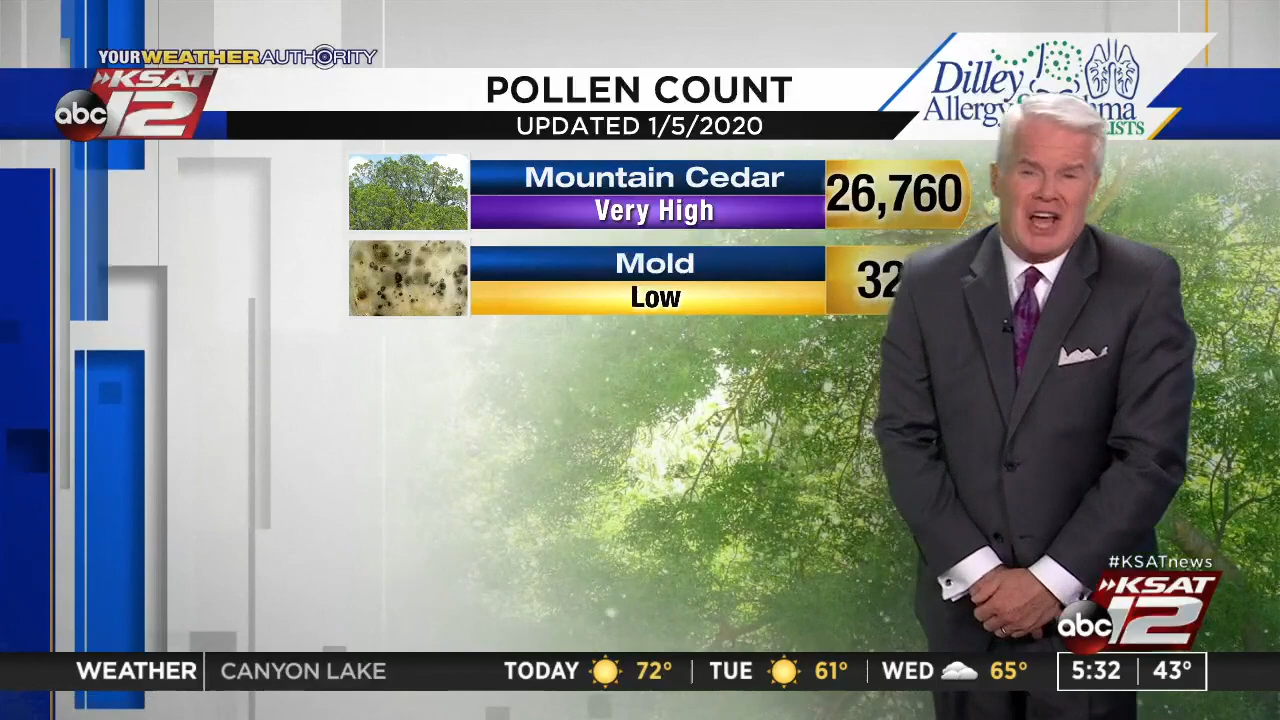 YOUR WEATHER AUTHORITY
KSAT
abc 12
POLLEN COUNT
UPDATED 1/5/2020
Dilley
Allergy
Mountain Cedar
Very High
26,760
Mold
Low
32
#KSATnews
KSAT
abc 12
WEATHER CANYON LAKE TODAY 72° TUE 61° WED 65° 5:32 43°